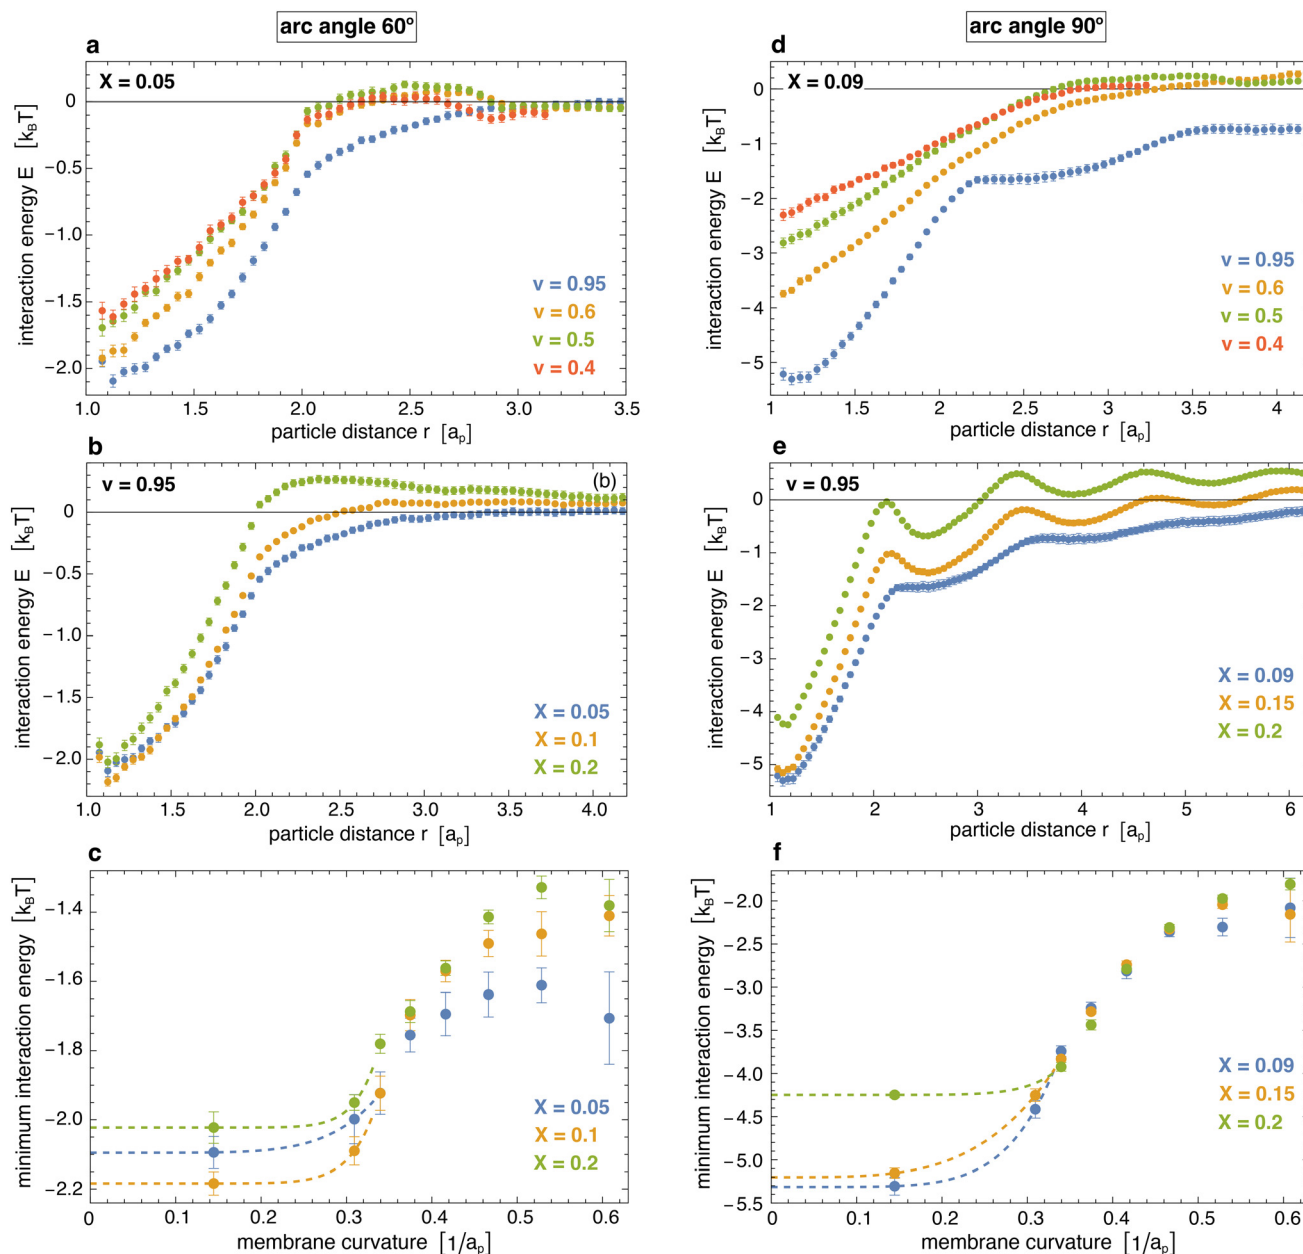 arc angle 60º
arc angle 90º
a
X = 0.05
interaction energy E [kBT]
0
−0.5
−1.0
−1.5
−2.0
v = 0.95
v = 0.6
v = 0.5
v = 0.4
1.0 1.5 2.0 2.5 3.0 3.5
particle distance r [ap]
d
X = 0.09
interaction energy E [kBT]
0
−1
−2
−3
−4
−5
v = 0.95
v = 0.6
v = 0.5
v = 0.4
1 1.5 2 2.5 3 3.5 4
particle distance r [ap]
b
v = 0.95
(b)
interaction energy E [kBT]
0
−0.5
−1.0
−1.5
−2.0
X = 0.05
X = 0.1
X = 0.2
1.0 1.5 2.0 2.5 3.0 3.5 4.0
particle distance r [ap]
e
v = 0.95
interaction energy E [kBT]
0
−1
−2
−3
−4
−5
X = 0.09
X = 0.15
X = 0.2
1 2 3 4 5 6
particle distance r [ap]
c
minimum interaction energy [kBT]
−1.4
−1.6
−1.8
−2.0
−2.2
X = 0.05
X = 0.1
X = 0.2
0 0.1 0.2 0.3 0.4 0.5 0.6
membrane curvature [1/ap]
f
minimum interaction energy [kBT]
−2.0
−2.5
−3.0
−3.5
−4.0
−4.5
−5.0
−5.5
X = 0.09
X = 0.15
X = 0.2
0 0.1 0.2 0.3 0.4 0.5 0.6
membrane curvature [1/ap]